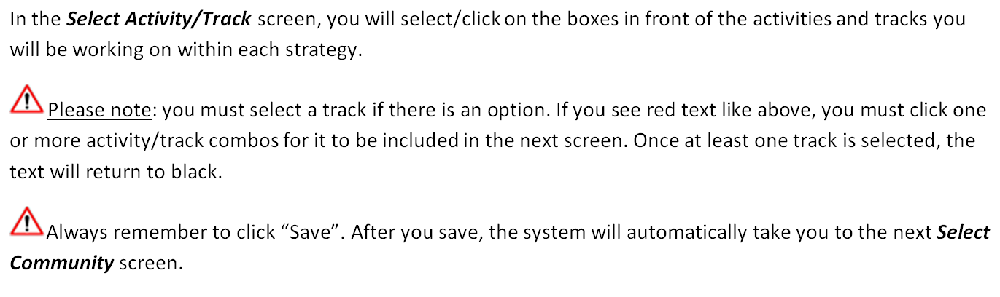 In the Select Activity/Track screen, you will select/click on the boxes in front of the activities and tracks you
will be working on within each strategy.
Please note: you must select a track if there is an option. If you see red text like above, you must click one
or more activity/track combos for it to be included in the next screen. Once at least one track is selected, the
text will return to black.
Always remember to click “Save”. After you save, the system will automatically take you to the next Select
Community screen.